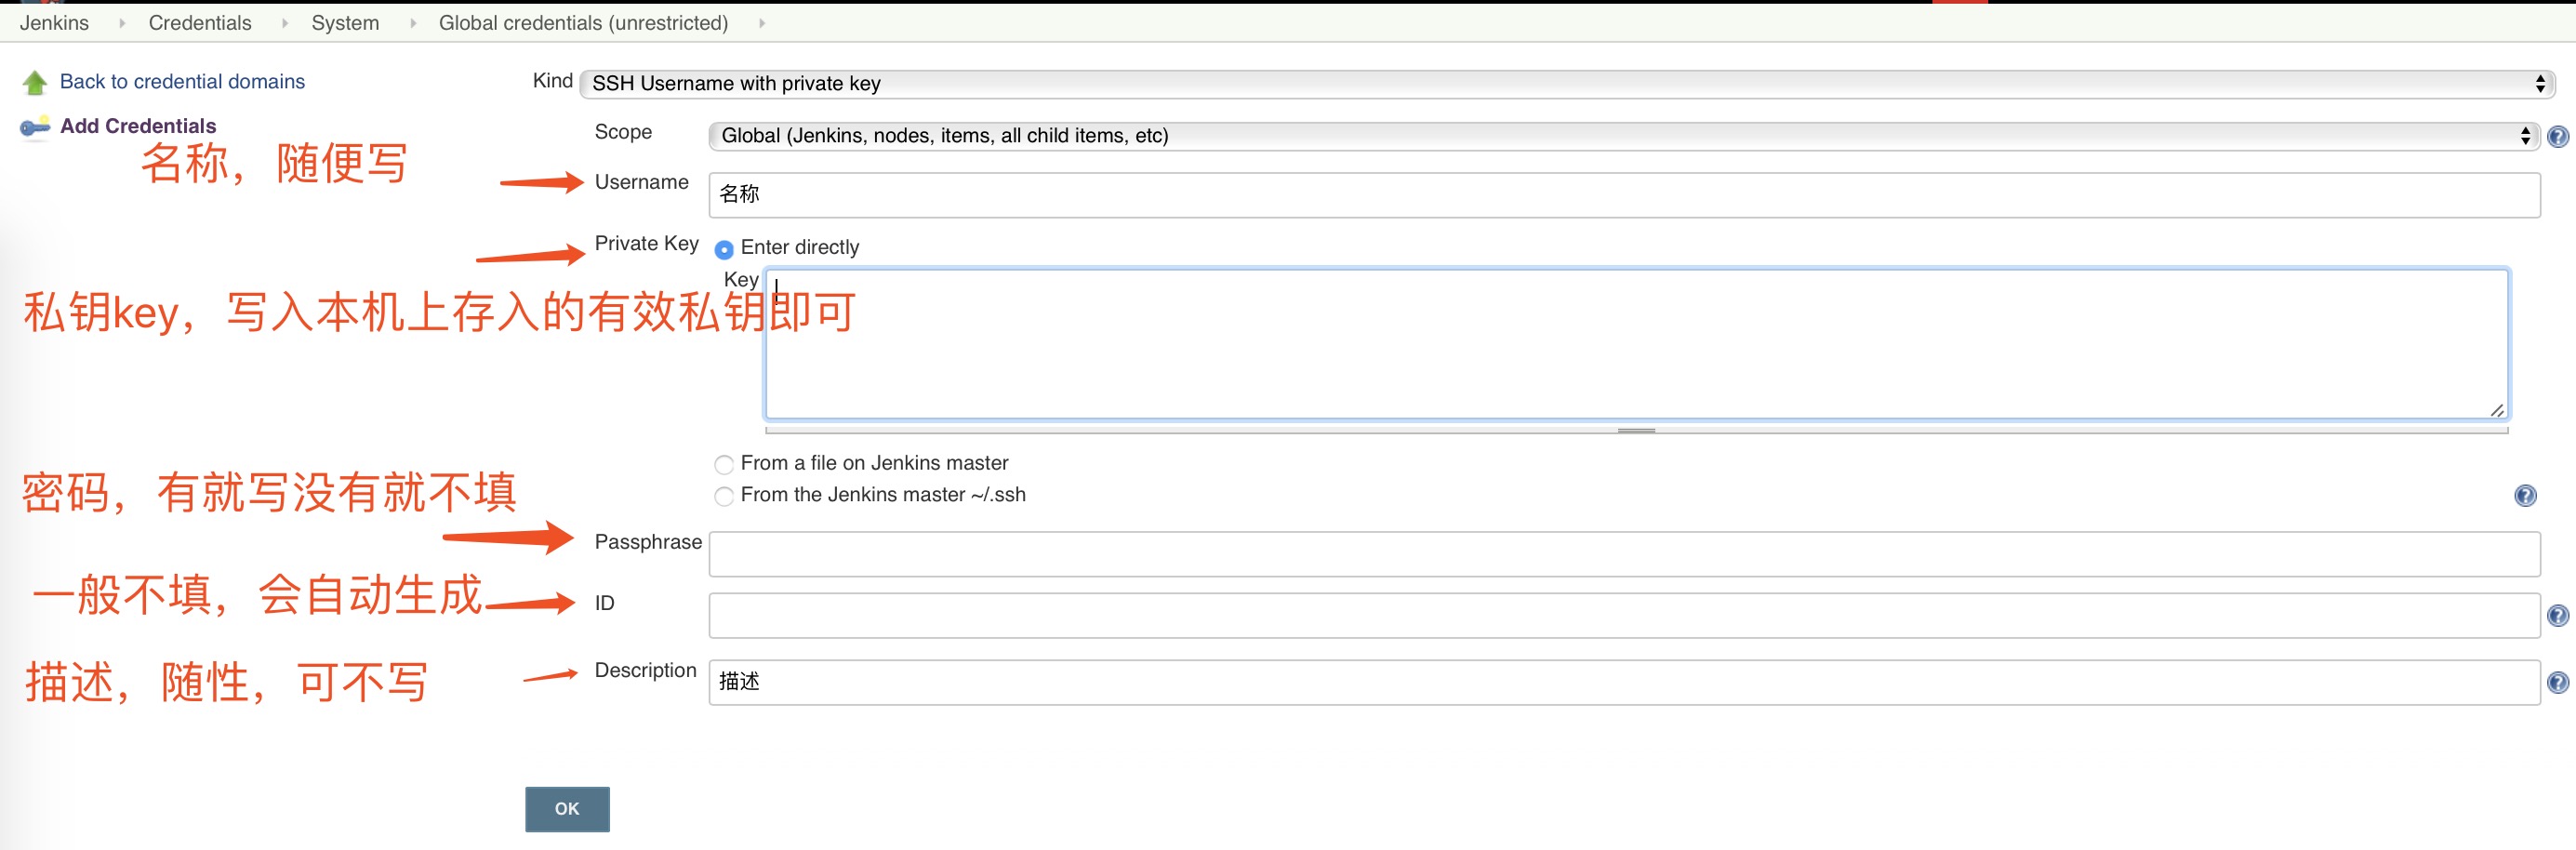 Jenkins Credentials System Global credentials (unrestricted)
Back to credential domains
Kind SSH Username with private key
Add Credentials
Scope Global (Jenkins, nodes, items, all child items, etc)
名称，随便写
Username 名称
Private Key Enter directly
Key
私钥key，写入本机上存入的有效私钥即可
From a file on Jenkins master
密码，有就写没有就不填
From the Jenkins master ~/.ssh
Passphrase
一般不填，会自动生成
ID
描述，随性，可不写
Description 描述
OK